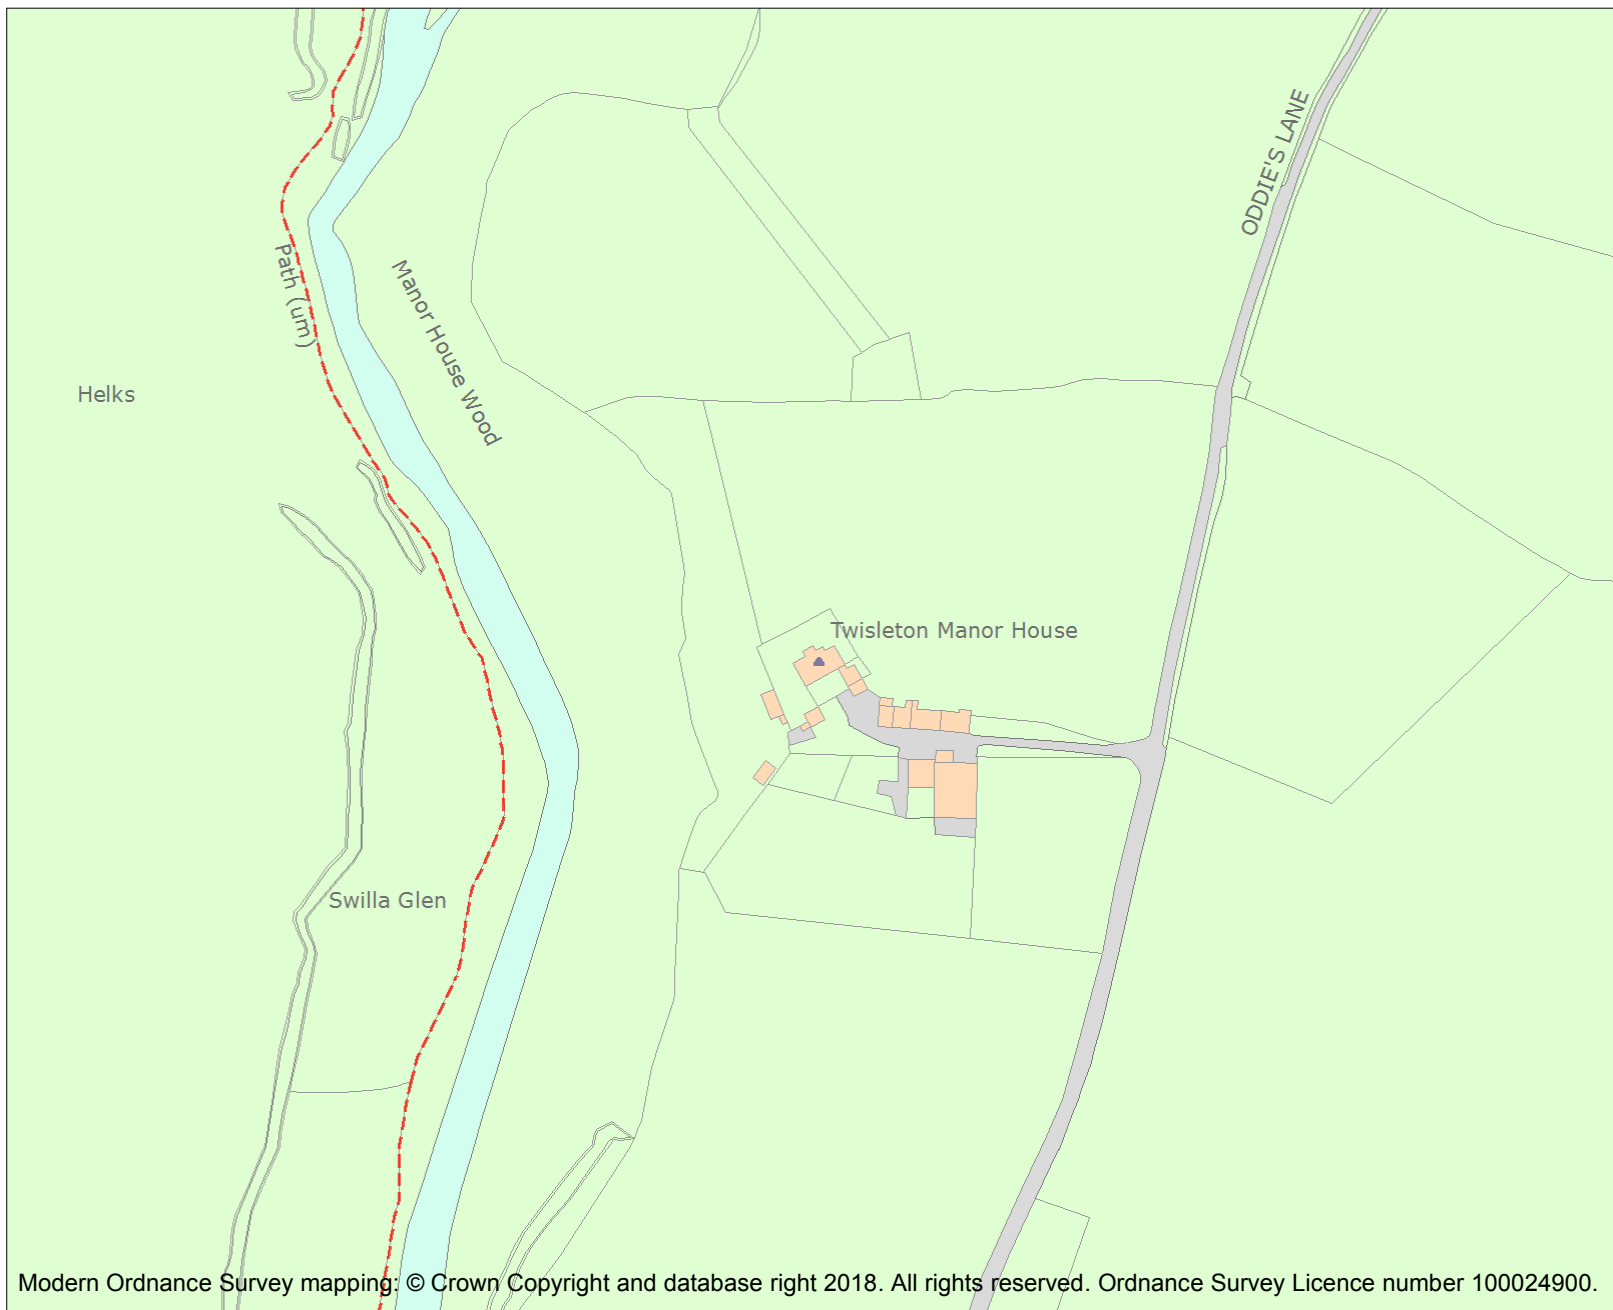 ODDIE'S LANE
Path (um)
Manor House Wood
Helks
Twisleton Manor House
Swilla Glen
Modern Ordnance Survey mapping: © Crown Copyright and database right 2018. All rights reserved. Ordnance Survey Licence number 100024900.